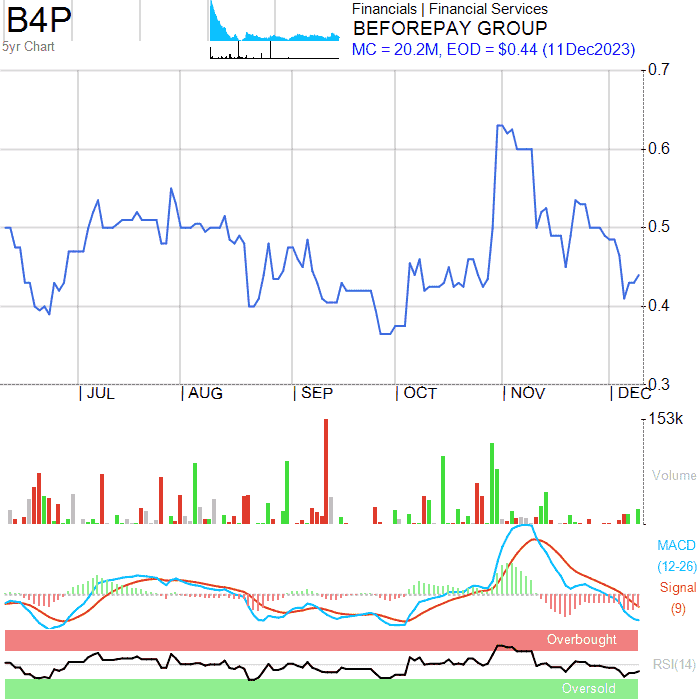 B4P
5yr Chart
Financials | Financial Services
BEFOREPAY GROUP
MC = 20.2M, EOD = $0.44 (11Dec2023)
0.7
0.6
0.5
0.4
0.3
| JUL | AUG | SEP | OCT | NOV | DEC
153k
Volume
MACD
(12-26)
Signal
(9)
Overbought
RSI(14)
Oversold